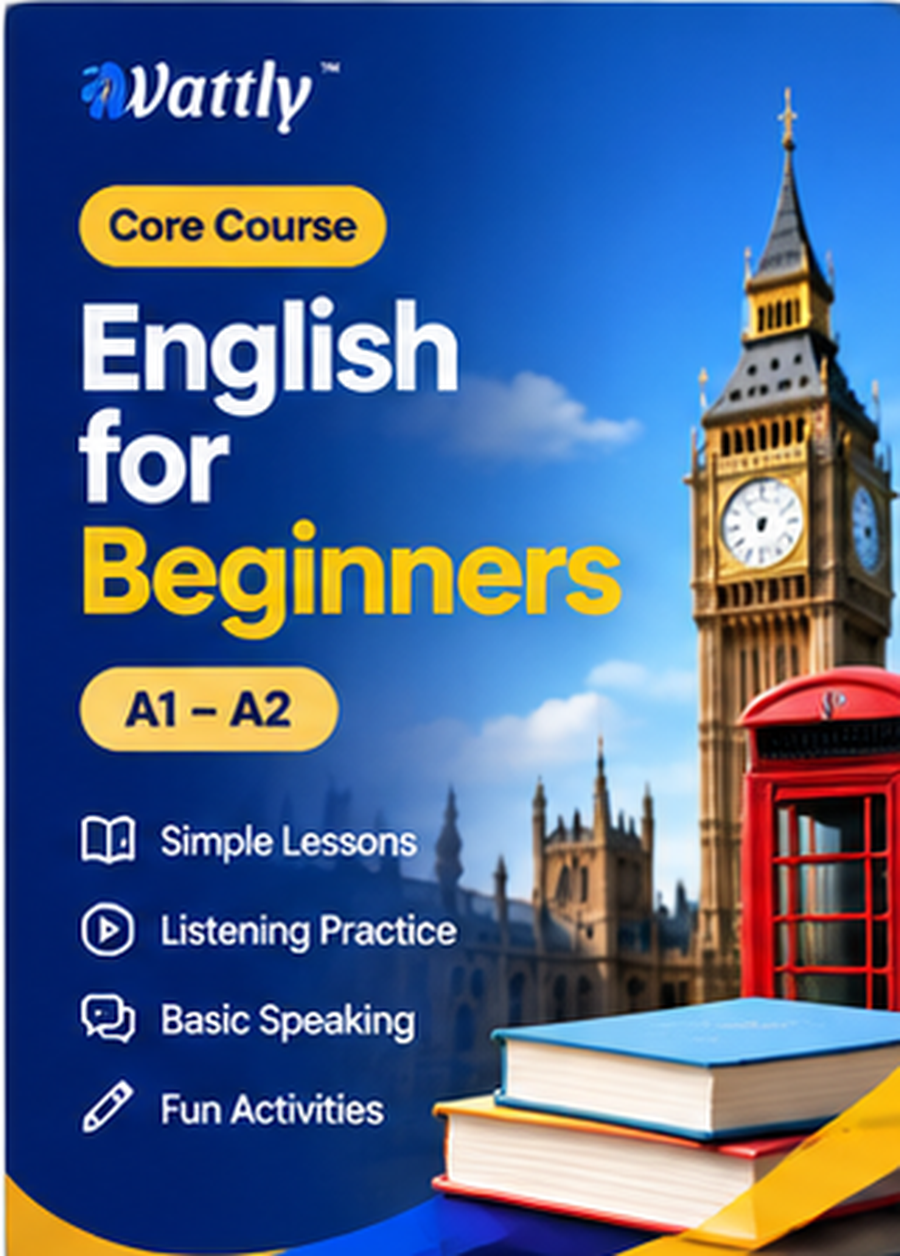 Wattly™
Core Course
English
for
Beginners
A1 – A2
Simple Lessons
Listening Practice
Basic Speaking
Fun Activities